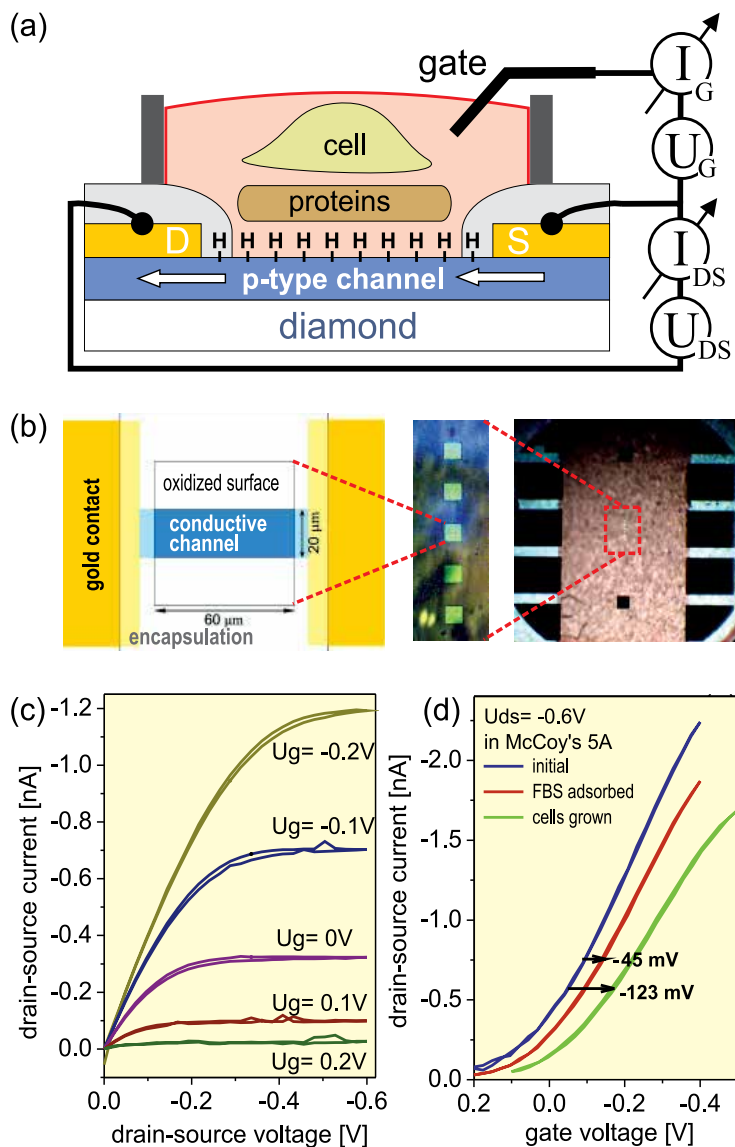 (a)
gate
I
G
U
G
cell
proteins
H H H H H H H H H H
D
S
I
DS
p-type channel
U
DS
diamond
(b)
gold contact
oxidized surface
conductive
channel
20 μm
60 μm
encapsulation
(c)
-1.2
-1.0
-0.8
-0.6
-0.4
-0.2
0.0
drain-source current [nA]
Ug= -0.2V
Ug= -0.1V
Ug= 0V
Ug= 0.1V
Ug= 0.2V
0.0 -0.2 -0.4 -0.6
drain-source voltage [V]
(d)
Uds= -0.6V
in McCoy's 5A
initial
FBS adsorbed
cells grown
-2.0
-1.5
-1.0
-0.5
0.0
drain-source current [nA]
-45 mV
-123 mV
0.2 0.0 -0.2 -0.4
gate voltage [V]